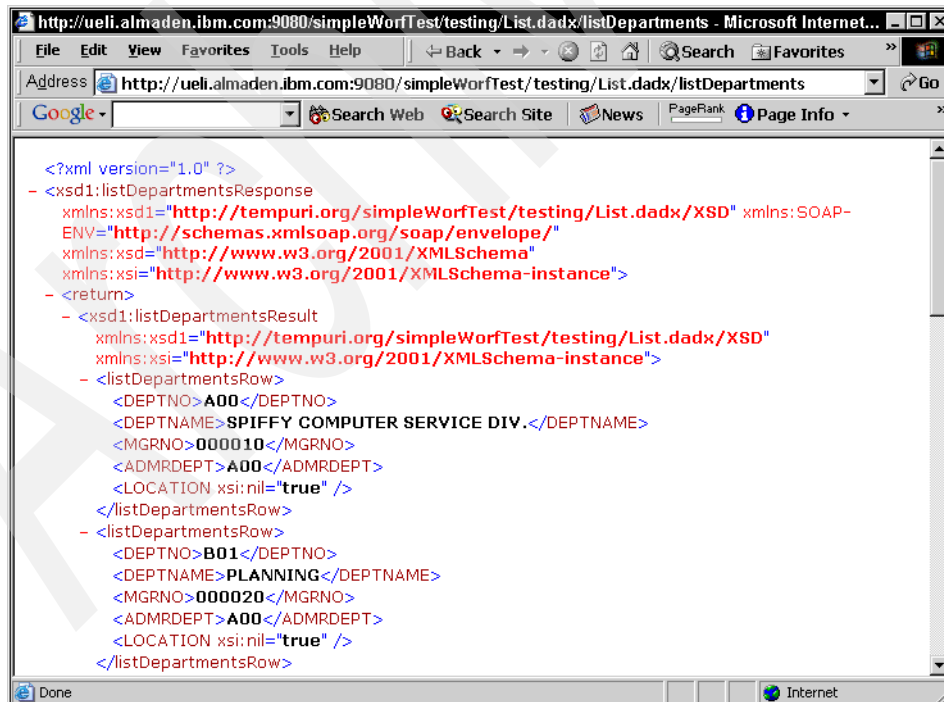 http://ueli.almaden.ibm.com:9080/simpleWorfTest/testing/List.dadx/listDepartments - Microsoft Internet...
File Edit View Favorites Tools Help Back Search Favorites »
Address http://ueli.almaden.ibm.com:9080/simpleWorfTest/testing/List.dadx/listDepartments Go
Google Search Web Search Site News PageRank Page Info »
<?xml version="1.0" ?>
- <xsd1:listDepartmentsResponse
xmlns:xsd1="http://tempuri.org/simpleWorfTest/testing/List.dadx/XSD" xmlns:SOAP-
ENV="http://schemas.xmlsoap.org/soap/envelope/"
xmlns:xsd="http://www.w3.org/2001/XMLSchema"
xmlns:xsi="http://www.w3.org/2001/XMLSchema-instance">
- <return>
- <xsd1:listDepartmentsResult
xmlns:xsd1="http://tempuri.org/simpleWorfTest/testing/List.dadx/XSD"
xmlns:xsi="http://www.w3.org/2001/XMLSchema-instance">
- <listDepartmentsRow>
<DEPTNO>A00</DEPTNO>
<DEPTNAME>SPIFFY COMPUTER SERVICE DIV.</DEPTNAME>
<MGRNO>000010</MGRNO>
<ADMRDEPT>A00</ADMRDEPT>
<LOCATION xsi:nil="true" />
</listDepartmentsRow>
- <listDepartmentsRow>
<DEPTNO>B01</DEPTNO>
<DEPTNAME>PLANNING</DEPTNAME>
<MGRNO>000020</MGRNO>
<ADMRDEPT>A00</ADMRDEPT>
<LOCATION xsi:nil="true" />
</listDepartmentsRow>
Done Internet